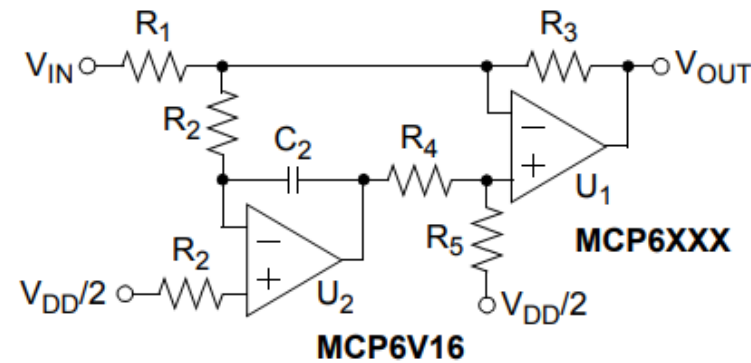 R1
R3
VIN
VOUT
R2
C2
R4
−
+
U1
−
+
R5
MCP6XXX
R2
VDD/2
U2
VDD/2
MCP6V16